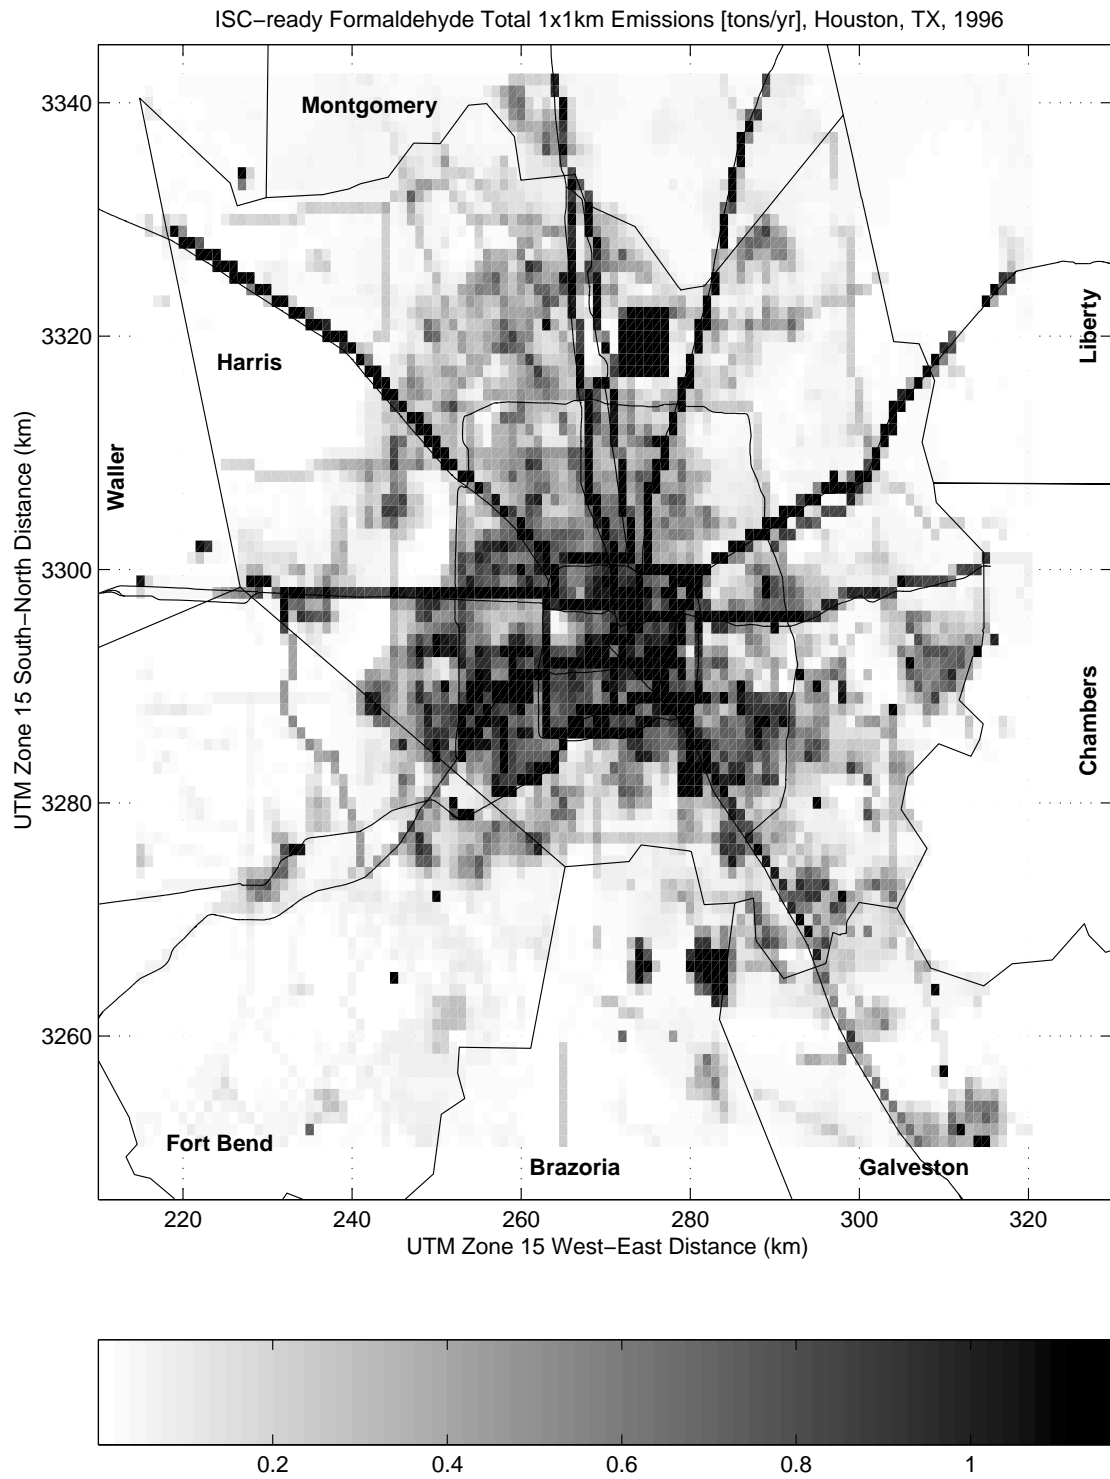 ISC−ready Formaldehyde Total 1x1km Emissions [tons/yr], Houston, TX, 1996
3340
3320
3300
3280
3260
UTM Zone 15 South−North Distance (km)
Montgomery
Harris
Waller
Liberty
Chambers
Fort Bend
Brazoria
Galveston
220 240 260 280 300 320
UTM Zone 15 West−East Distance (km)
0.2 0.4 0.6 0.8 1